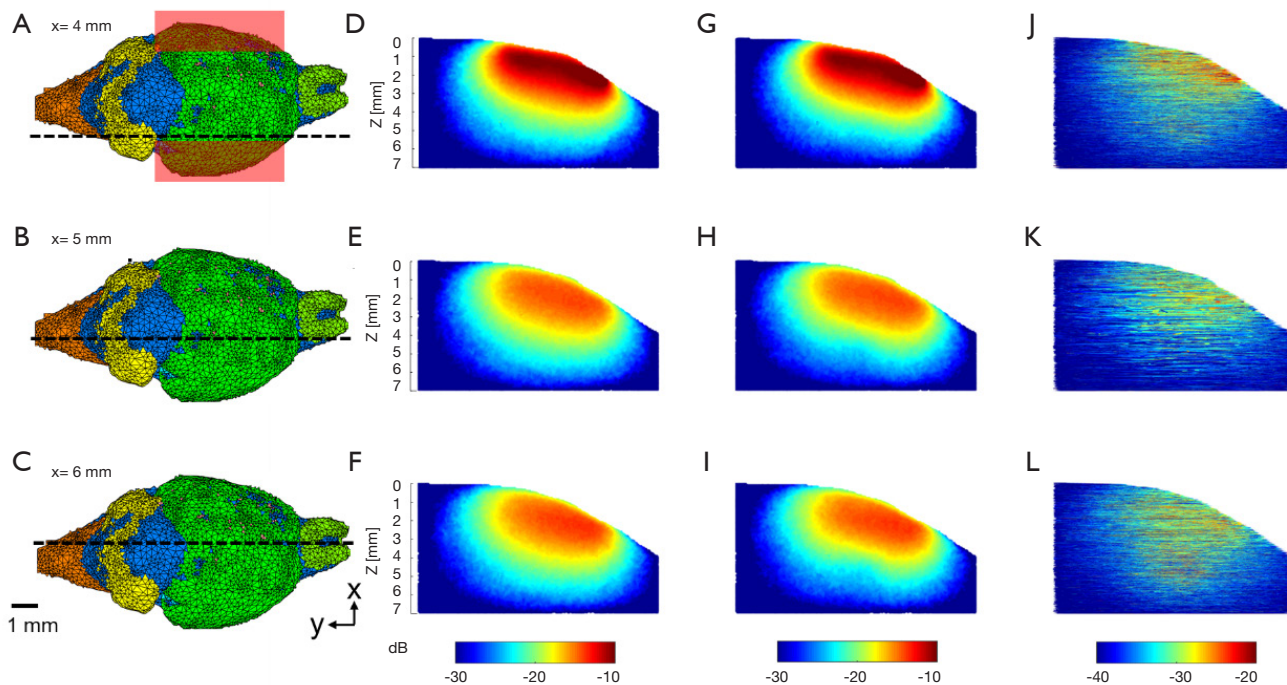 A x= 4 mm D G J
Z [mm] 0 1 2 3 4 5 6 7
Z [mm]
B x= 5 mm E H K
Z [mm] 0 1 2 3 4 5 6 7
C x= 6 mm F I L
Z [mm] 0 1 2 3 4 5 6 7
x
y
1 mm
dB
-30 -20 -10 -30 -20 -10 -40 -30 -20